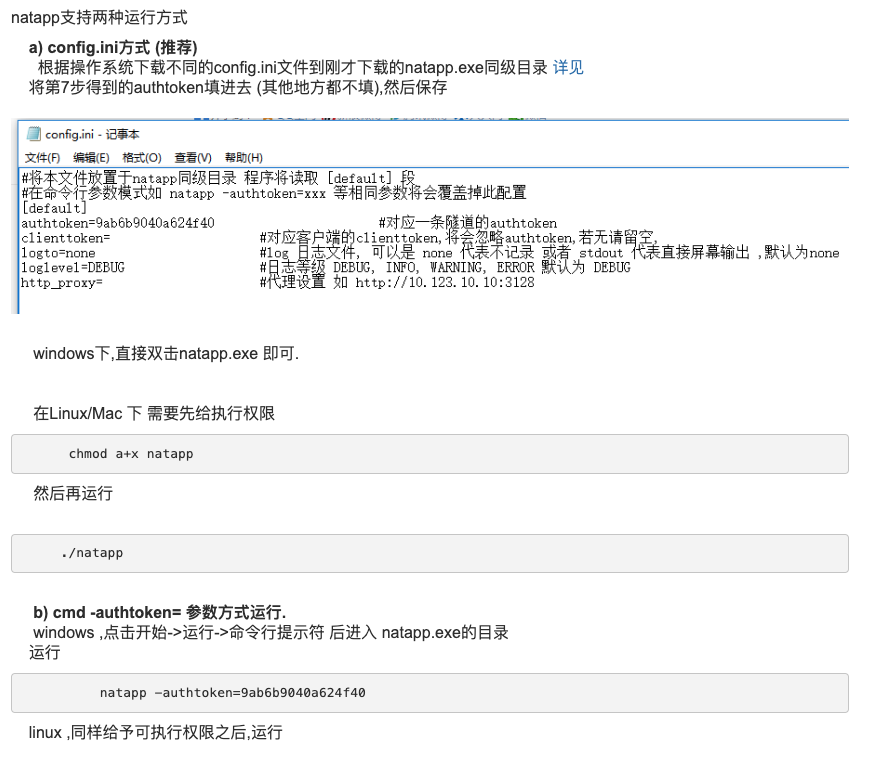 natapp支持两种运行方式
a) config.ini方式 (推荐)
根据操作系统下载不同的config.ini文件到刚才下载的natapp.exe同级目录 详见
将第7步得到的authtoken填进去 (其他地方都不填),然后保存
config.ini - 记事本
文件(F) 编辑(E) 格式(O) 查看(V) 帮助(H)
#将本文件放置于natapp同级目录 程序将读取 [default] 段
#在命令行参数模式如 natapp -authtoken=xxx 等相同参数将会覆盖掉此配置
[default]
authtoken=9ab6b9040a624f40 #对应一条隧道的authtoken
clienttoken= #对应客户端的clienttoken,将会忽略authtoken,若无请留空,
logto=none #log 日志文件, 可以是 none 代表不记录 或者 stdout 代表直接屏幕输出 ,默认为none
loglevel=DEBUG #日志等级 DEBUG, INFO, WARNING, ERROR 默认为 DEBUG
http_proxy= #代理设置 如 http://10.123.10.10:3128
windows下,直接双击natapp.exe 即可.
在Linux/Mac 下 需要先给执行权限
chmod a+x natapp
然后再运行
./natapp
b) cmd -authtoken= 参数方式运行.
windows ,点击开始->运行->命令行提示符 后进入 natapp.exe的目录
运行
natapp -authtoken=9ab6b9040a624f40
linux ,同样给予可执行权限之后,运行